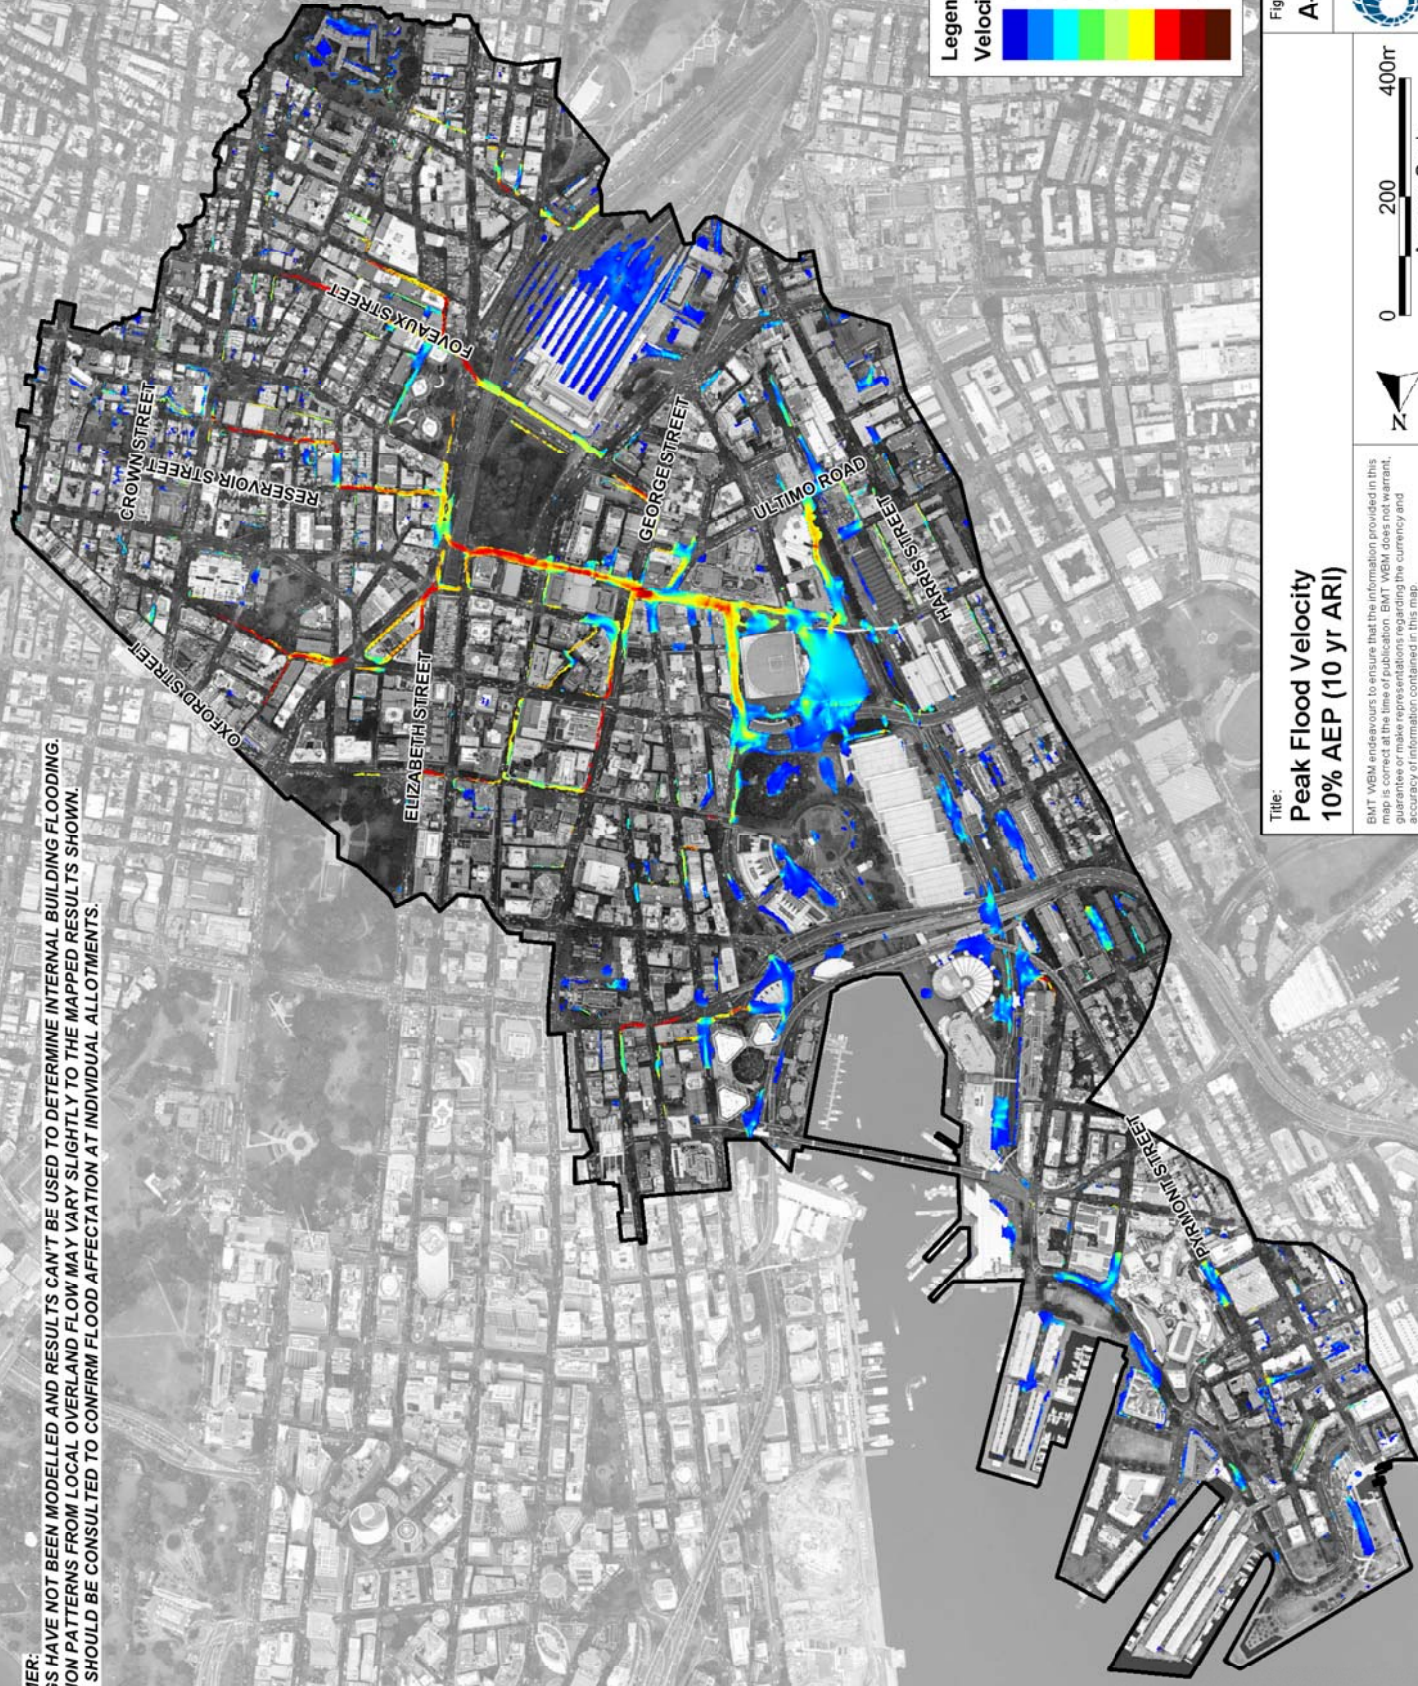 MER:
GS HAVE NOT BEEN MODELLED AND RESULTS CAN'T BE USED TO DETERMINE INTERNAL BUILDING FLOODING.
ION PATTERNS FROM LOCAL OVERLAND FLOW MAY VARY SLIGHTLY TO THE MAPPED RESULTS SHOWN.
SHOULD BE CONSULTED TO CONFIRM FLOOD AFFECTATION AT INDIVIDUAL ALLOTMENTS.
OXFORD STREET
CROWN STREET
RESERVOIR STREET
FOVEAUX STREET
ELIZABETH STREET
GEORGE STREET
ULTIMO ROAD
HARRIS STREET
PYRMONT STREET
Legen
Veloci
Title:
Peak Flood Velocity
10% AEP (10 yr ARI)
Fig
A-
BMT WBM endeavours to ensure that the information provided in this
map is correct at the time of publication. BMT WBM does not warrant,
guarantee or make representations regarding the currency and
accuracy of information contained in this map.
N
0 200 400m